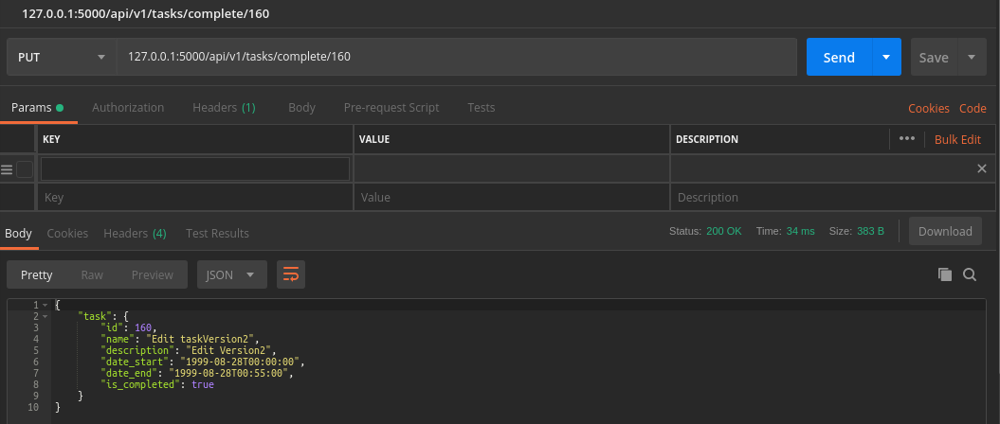 127.0.0.1:5000/api/v1/tasks/complete/160
PUT 127.0.0.1:5000/api/v1/tasks/complete/160 Send Save
Params Authorization Headers (1) Body Pre-request Script Tests Cookies Code
KEY VALUE DESCRIPTION ••• Bulk Edit
Key Value Description
Body Cookies Headers (4) Test Results Status: 200 OK Time: 34 ms Size: 383 B Download
Pretty Raw Preview JSON
1 {
2 "task": {
3 "id": 160,
4 "name": "Edit taskVersion2",
5 "description": "Edit Version2",
6 "date_start": "1999-08-28T00:00:00",
7 "date_end": "1999-08-28T00:55:00",
8 "is_completed": true
9 }
10 }